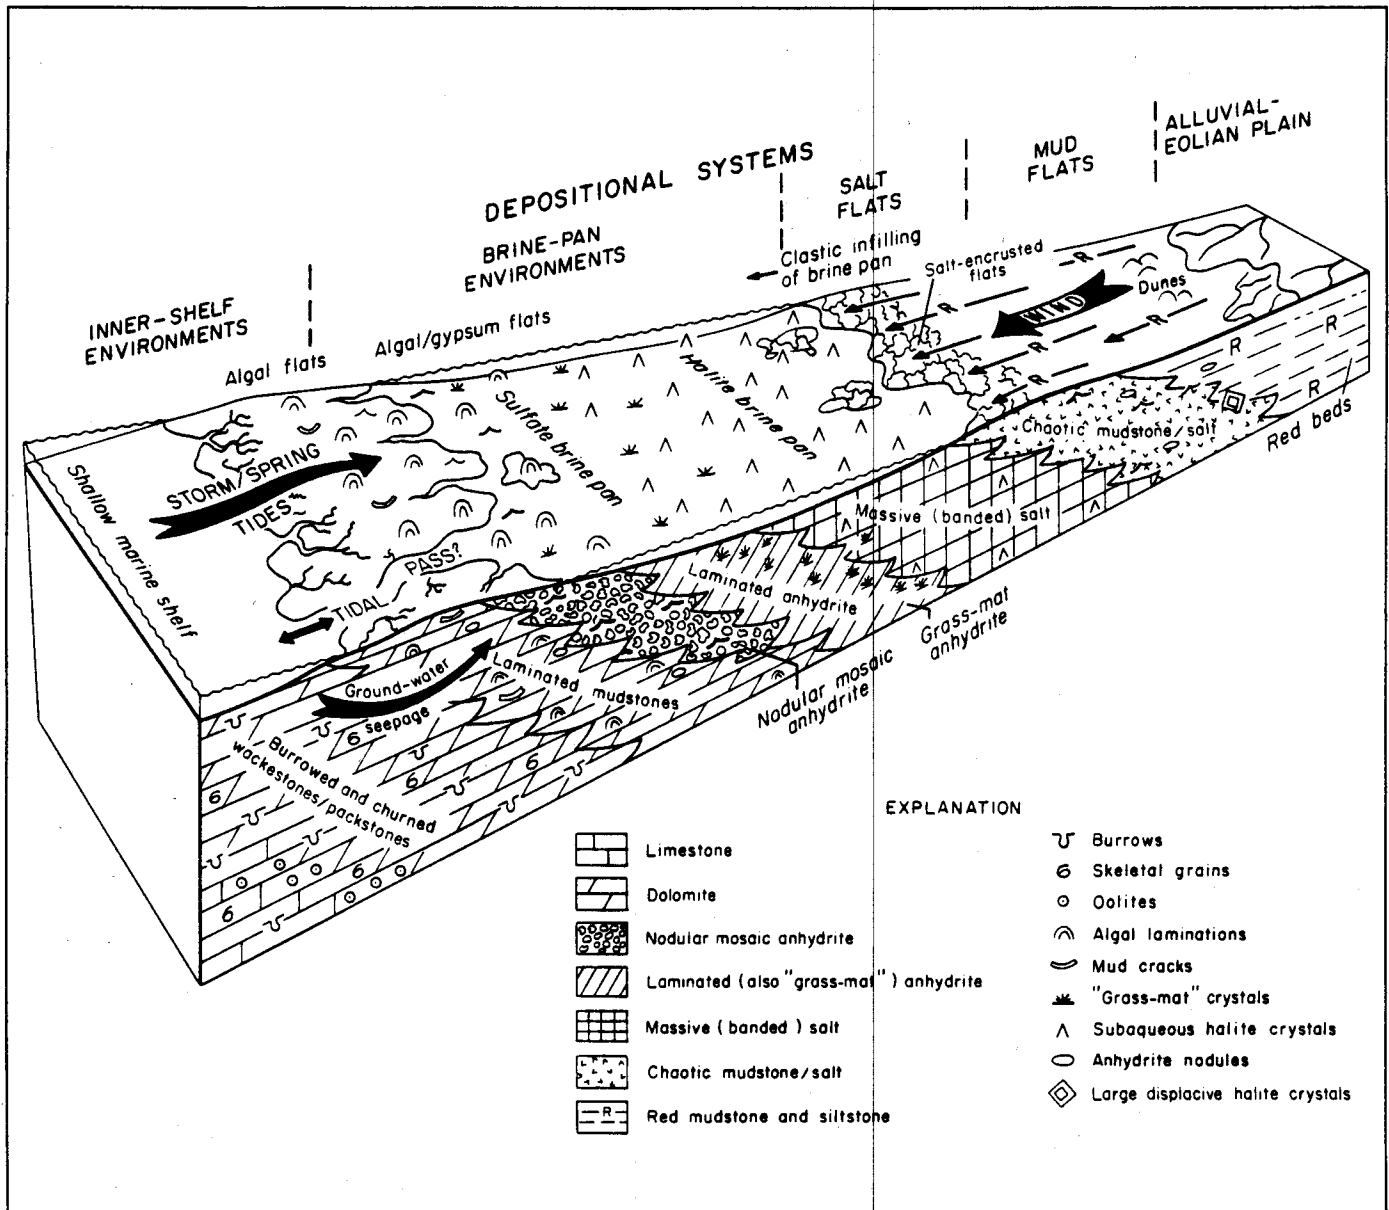 DEPOSITIONAL SYSTEMS
INNER-SHELF
ENVIRONMENTS
BRINE-PAN
ENVIRONMENTS
SALT
FLATS
MUD
FLATS
ALLUVIAL-
EOLIAN PLAIN
Algal flats
Algal/gypsum flats
Clastic infilling
of brine pan
Salt-encrusted
flats
WIND
Dunes
R
R
R
R
R
Shallow marine shelf
STORM/SPRING
TIDES
TIDAL
PASS?
Sulfate brine pan
Halite brine pan
Ground-water
seepage
Burrowed and churned
wackestones/packstones
Laminated mudstones
Nodular mosaic
anhydrite
Laminated anhydrite
Grass-mat
anhydrite
Massive (banded) salt
Chaotic mudstone/salt
R
R
R
Red beds
EXPLANATION
Limestone
Dolomite
Nodular mosaic anhydrite
Laminated (also "grass-mat") anhydrite
Massive (banded) salt
Chaotic mudstone/salt
R
Red mudstone and siltstone
Burrows
Skeletal grains
Oolites
Algal laminations
Mud cracks
"Grass-mat" crystals
Subaqueous halite crystals
Anhydrite nodules
Large displacive halite crystals